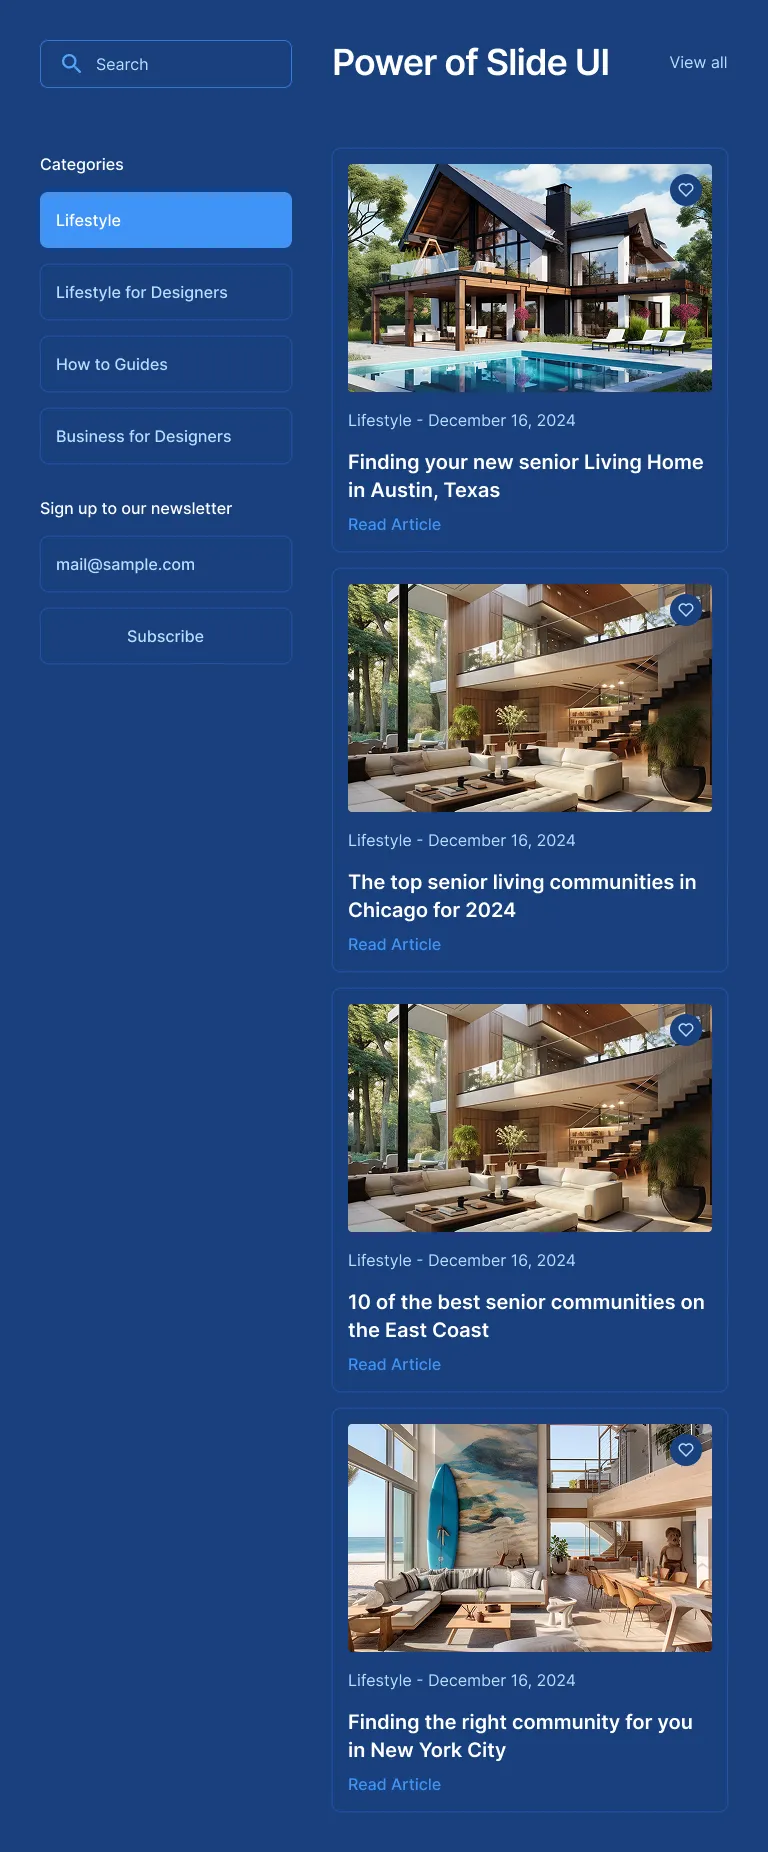 Search
Power of Slide UI
View all
Categories
Lifestyle
Lifestyle for Designers
How to Guides
Business for Designers
Sign up to our newsletter
mail@sample.com
Subscribe
Lifestyle - December 16, 2024
Finding your new senior Living Home
in Austin, Texas
Read Article
Lifestyle - December 16, 2024
The top senior living communities in
Chicago for 2024
Read Article
Lifestyle - December 16, 2024
10 of the best senior communities on
the East Coast
Read Article
Lifestyle - December 16, 2024
Finding the right community for you
in New York City
Read Article